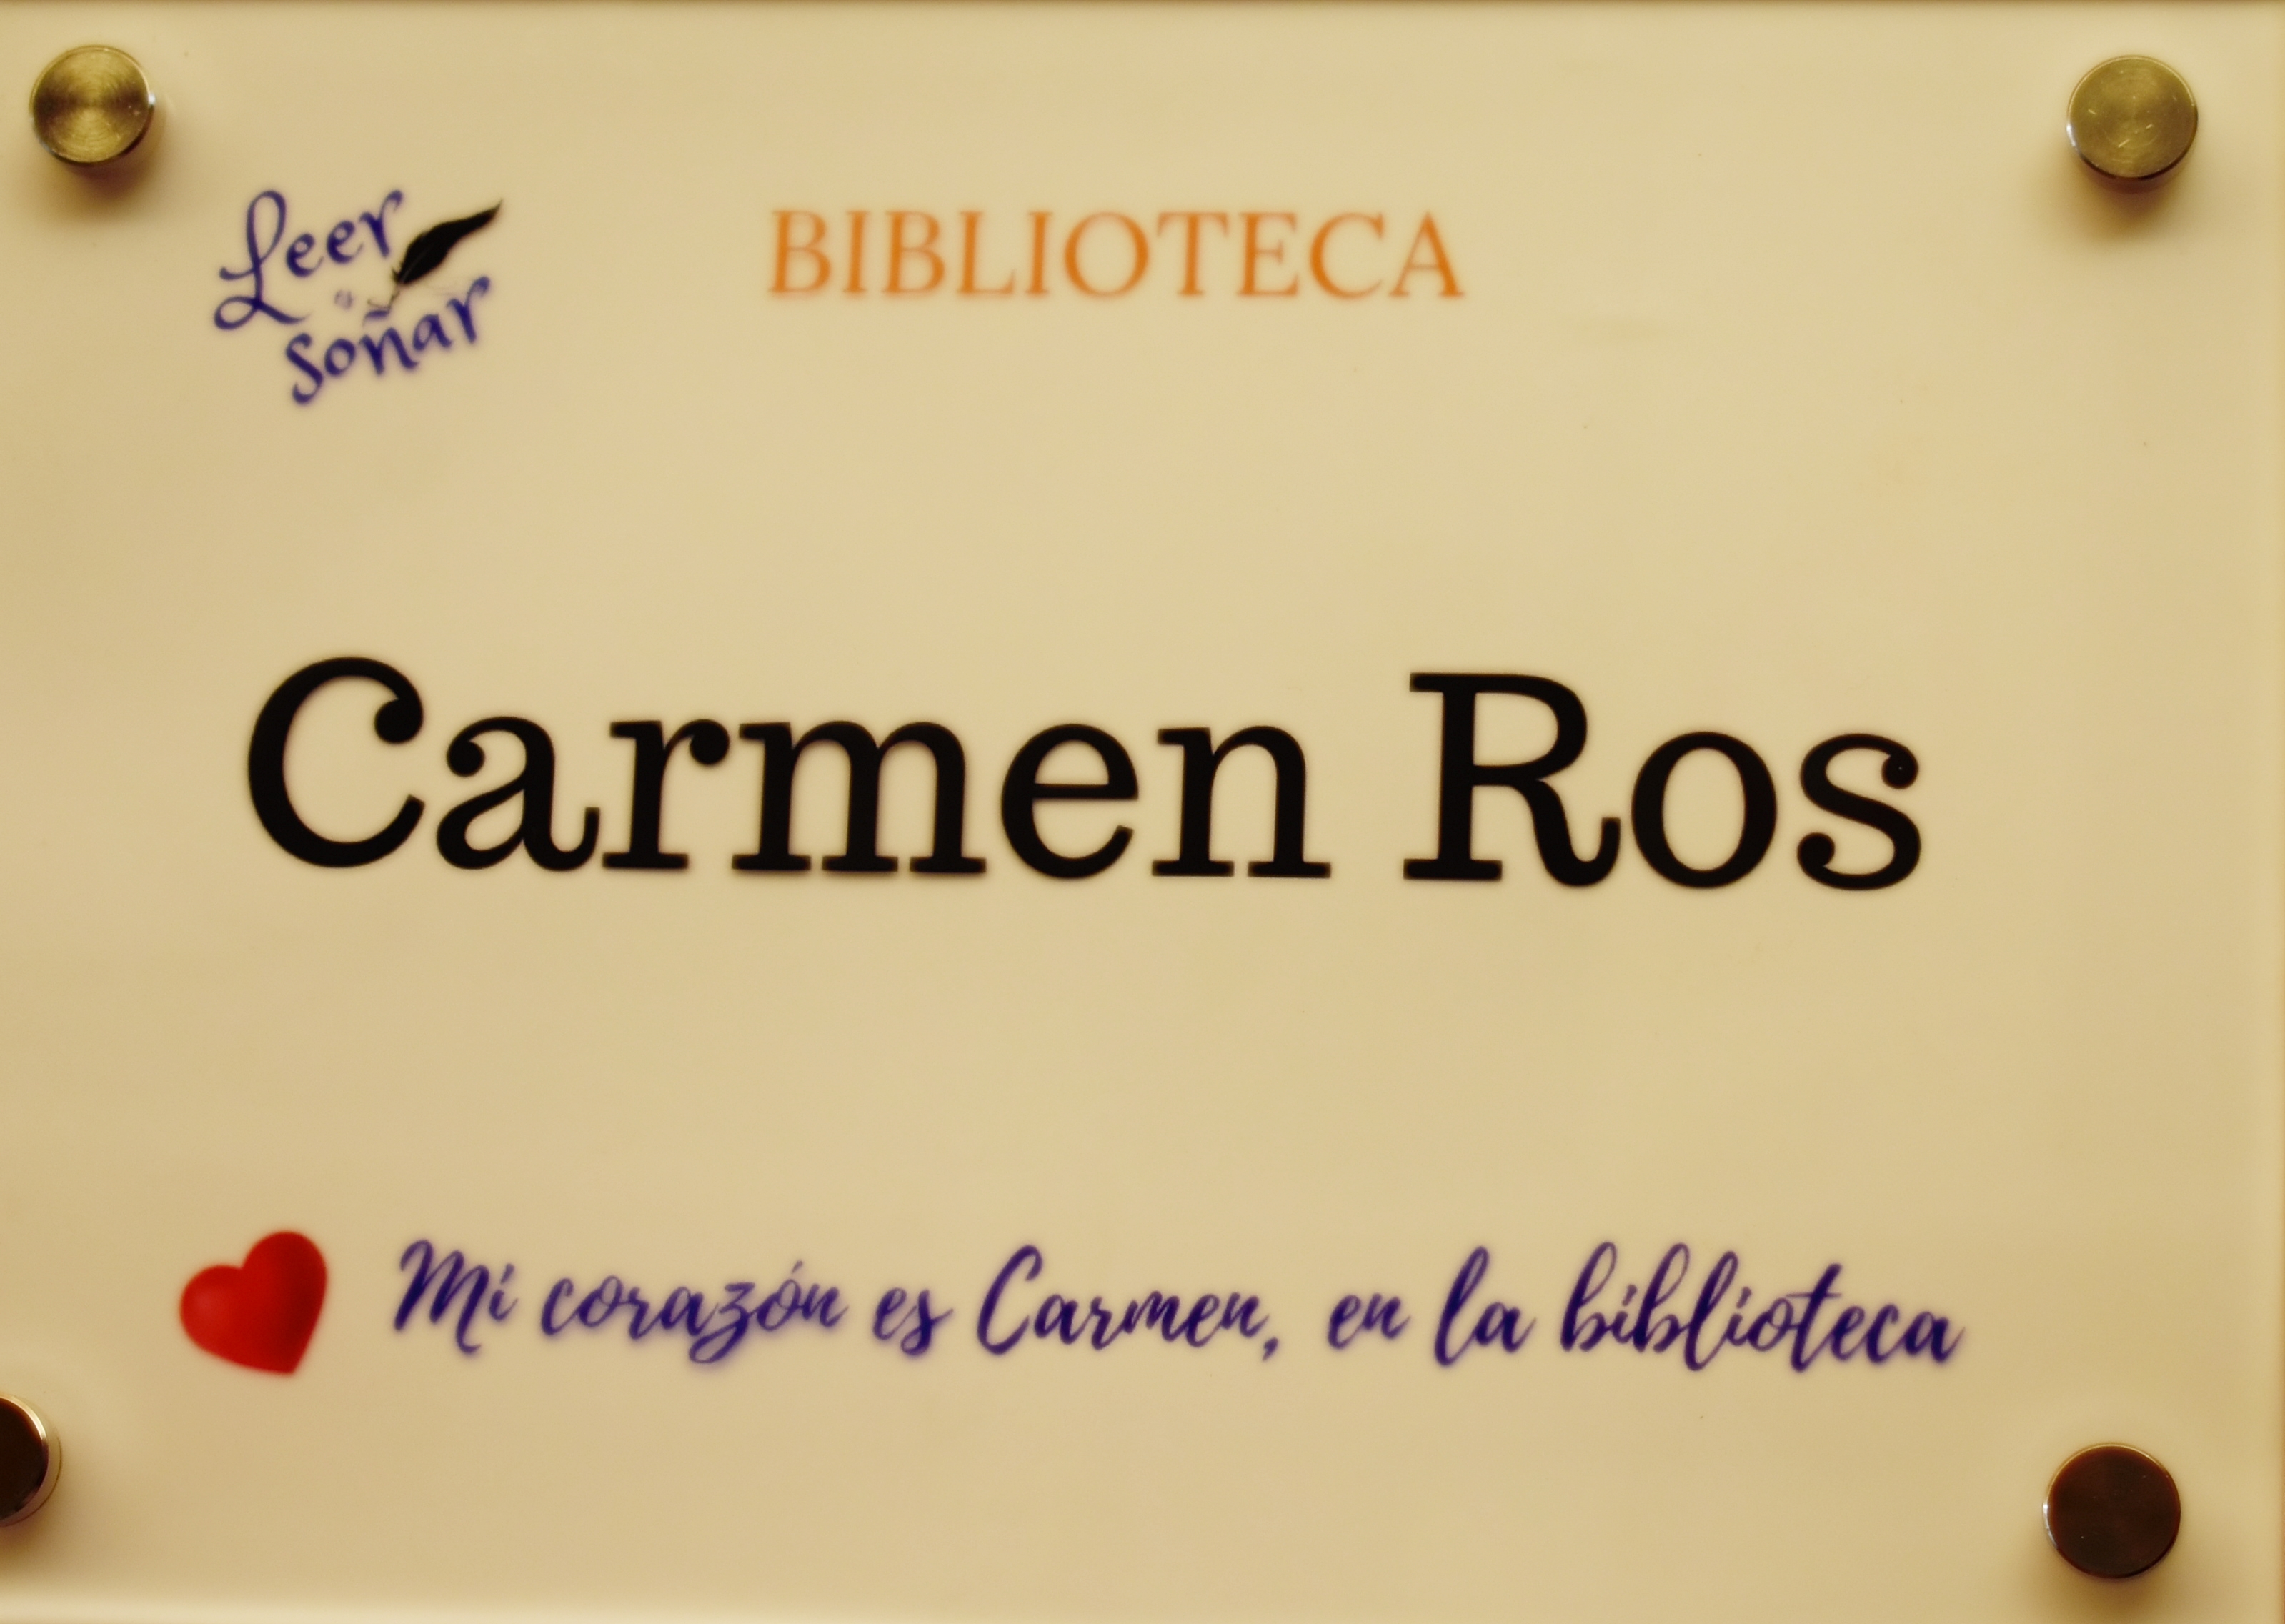 Leer
es
soñar
BIBLIOTECA
Carmen Ros
Mi corazón es Carmen, en la biblioteca